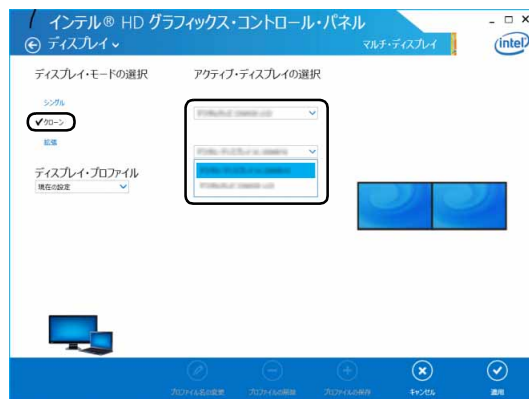 インテル® HD グラフィックス・コントロール・パネル
ディスプレイ
マルチ・ディスプレイ
intel
ディスプレイ・モードの選択
アクティブ・ディスプレイの選択
シングル
クローン
拡張
ディスプレイ・プロファイル
現在の設定
プロファイル名の変更
プロファイルの削除
プロファイルの保存
キャンセル
適用